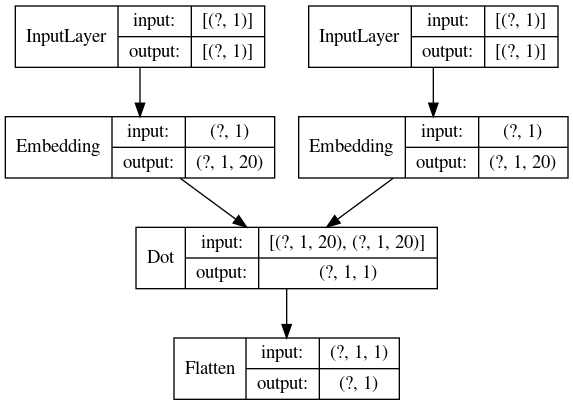 InputLayer input: [(?, 1)] InputLayer input: [(?, 1)]
output: [(?, 1)] output: [(?, 1)]
Embedding input: (?, 1) Embedding input: (?, 1)
output: (?, 1, 20) output: (?, 1, 20)
Dot input: [(?, 1, 20), (?, 1, 20)]
output: (?, 1, 1)
Flatten input: (?, 1, 1)
output: (?, 1)